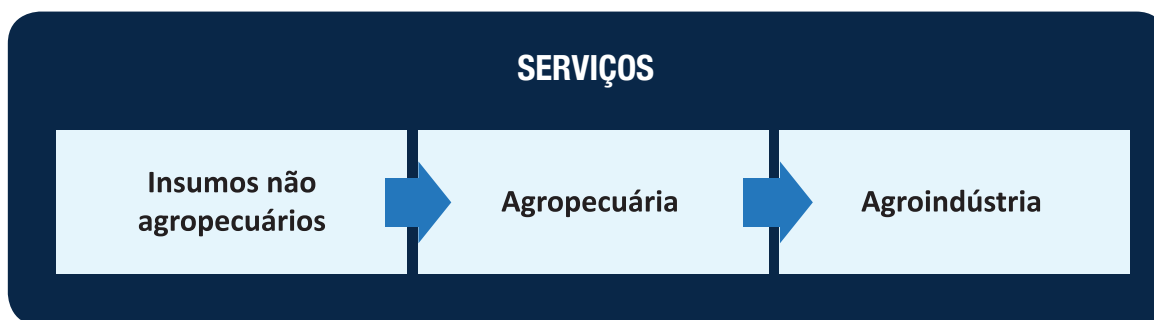 SERVIÇOS
Insumos não
agropecuários
Agropecuária
Agroindústria